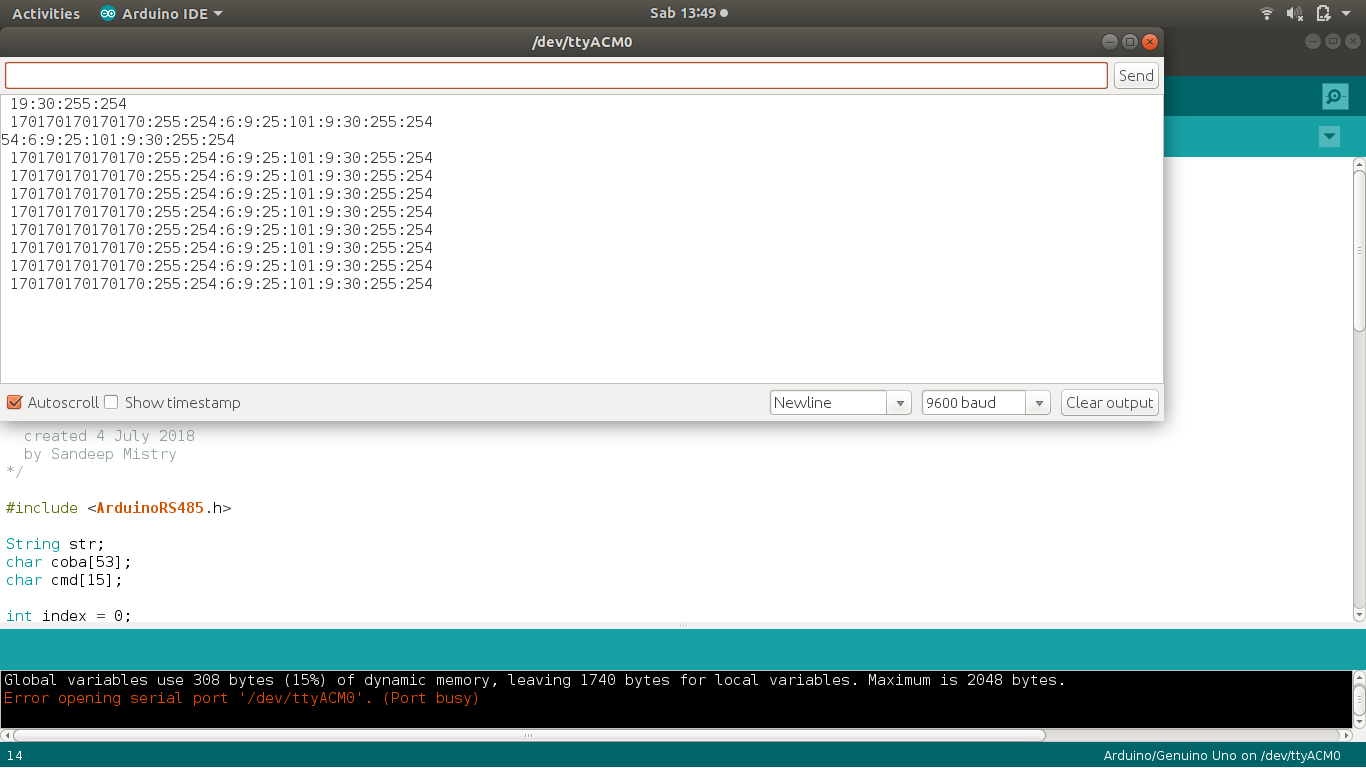 Activities Arduino IDE Sab 13:49
/dev/ttyACM0
Send
19:30:255:254
170170170170170:255:254:6:9:25:101:9:30:255:254
54:6:9:25:101:9:30:255:254
170170170170170:255:254:6:9:25:101:9:30:255:254
170170170170170:255:254:6:9:25:101:9:30:255:254
170170170170170:255:254:6:9:25:101:9:30:255:254
170170170170170:255:254:6:9:25:101:9:30:255:254
170170170170170:255:254:6:9:25:101:9:30:255:254
170170170170170:255:254:6:9:25:101:9:30:255:254
170170170170170:255:254:6:9:25:101:9:30:255:254
170170170170170:255:254:6:9:25:101:9:30:255:254
Autoscroll Show timestamp Newline 9600 baud Clear output
created 4 July 2018
by Sandeep Mistry
*/
#include <ArduinoRS485.h>
String str;
char coba[53];
char cmd[15];
int index = 0;
Global variables use 308 bytes (15%) of dynamic memory, leaving 1740 bytes for local variables. Maximum is 2048 bytes.
Error opening serial port '/dev/ttyACM0'. (Port busy)
14 Arduino/Genuino Uno on /dev/ttyACM0